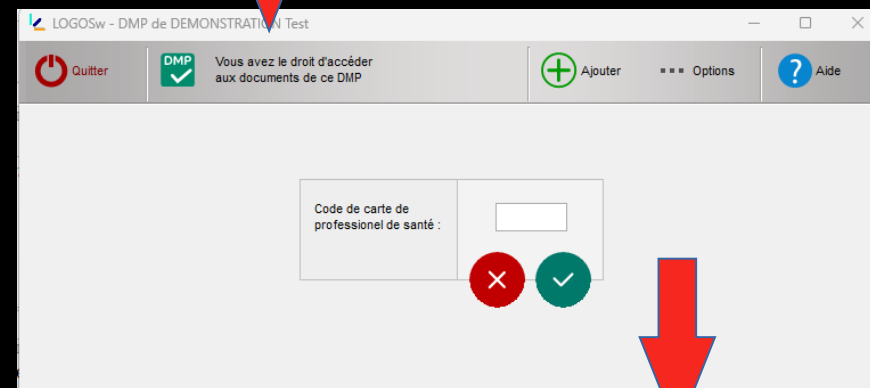 LOGOSw - DMP de DEMONSTRATION Test
Quitter
DMP
Vous avez le droit d'accéder
aux documents de ce DMP
Ajouter
Options
? Aide
Code de carte de
professionel de santé :